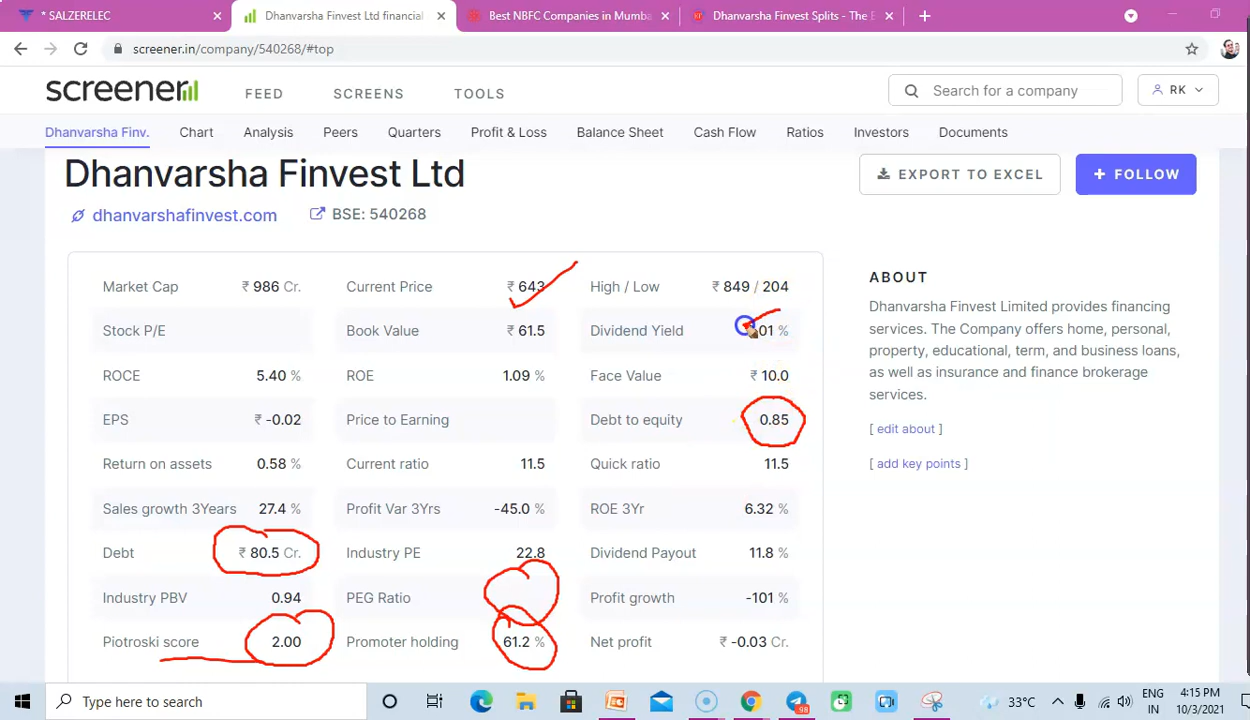 * SALZERELEC
Dhanvarsha Finvest Ltd financial
Best NBFC Companies in Mumba
Dhanvarsha Finvest Splits - The E
screener.in/company/540268/#top
screener
FEED
SCREENS
TOOLS
Search for a company
RK
Dhanvarsha Finv.
Chart
Analysis
Peers
Quarters
Profit & Loss
Balance Sheet
Cash Flow
Ratios
Investors
Documents
Dhanvarsha Finvest Ltd
EXPORT TO EXCEL
+ FOLLOW
dhanvarshafinvest.com
BSE: 540268
Market Cap ₹ 986 Cr.
Current Price ₹ 643
High / Low ₹ 849 / 204
Stock P/E
Book Value ₹ 61.5
Dividend Yield 01 %
ROCE 5.40 %
ROE 1.09 %
Face Value ₹ 10.0
EPS ₹ -0.02
Price to Earning
Debt to equity 0.85
Return on assets 0.58 %
Current ratio 11.5
Quick ratio 11.5
Sales growth 3Years 27.4 %
Profit Var 3Yrs -45.0 %
ROE 3Yr 6.32 %
Debt ₹ 80.5 Cr.
Industry PE 22.8
Dividend Payout 11.8 %
Industry PBV 0.94
PEG Ratio
Profit growth -101 %
Piotroski score 2.00
Promoter holding 61.2 %
Net profit ₹ -0.03 Cr.
ABOUT
Dhanvarsha Finvest Limited provides financing
services. The Company offers home, personal,
property, educational, term, and business loans,
as well as insurance and finance brokerage
services.
[ edit about ]
[ add key points ]
Type here to search
98
33°C
ENG
IN
4:15 PM
10/3/2021